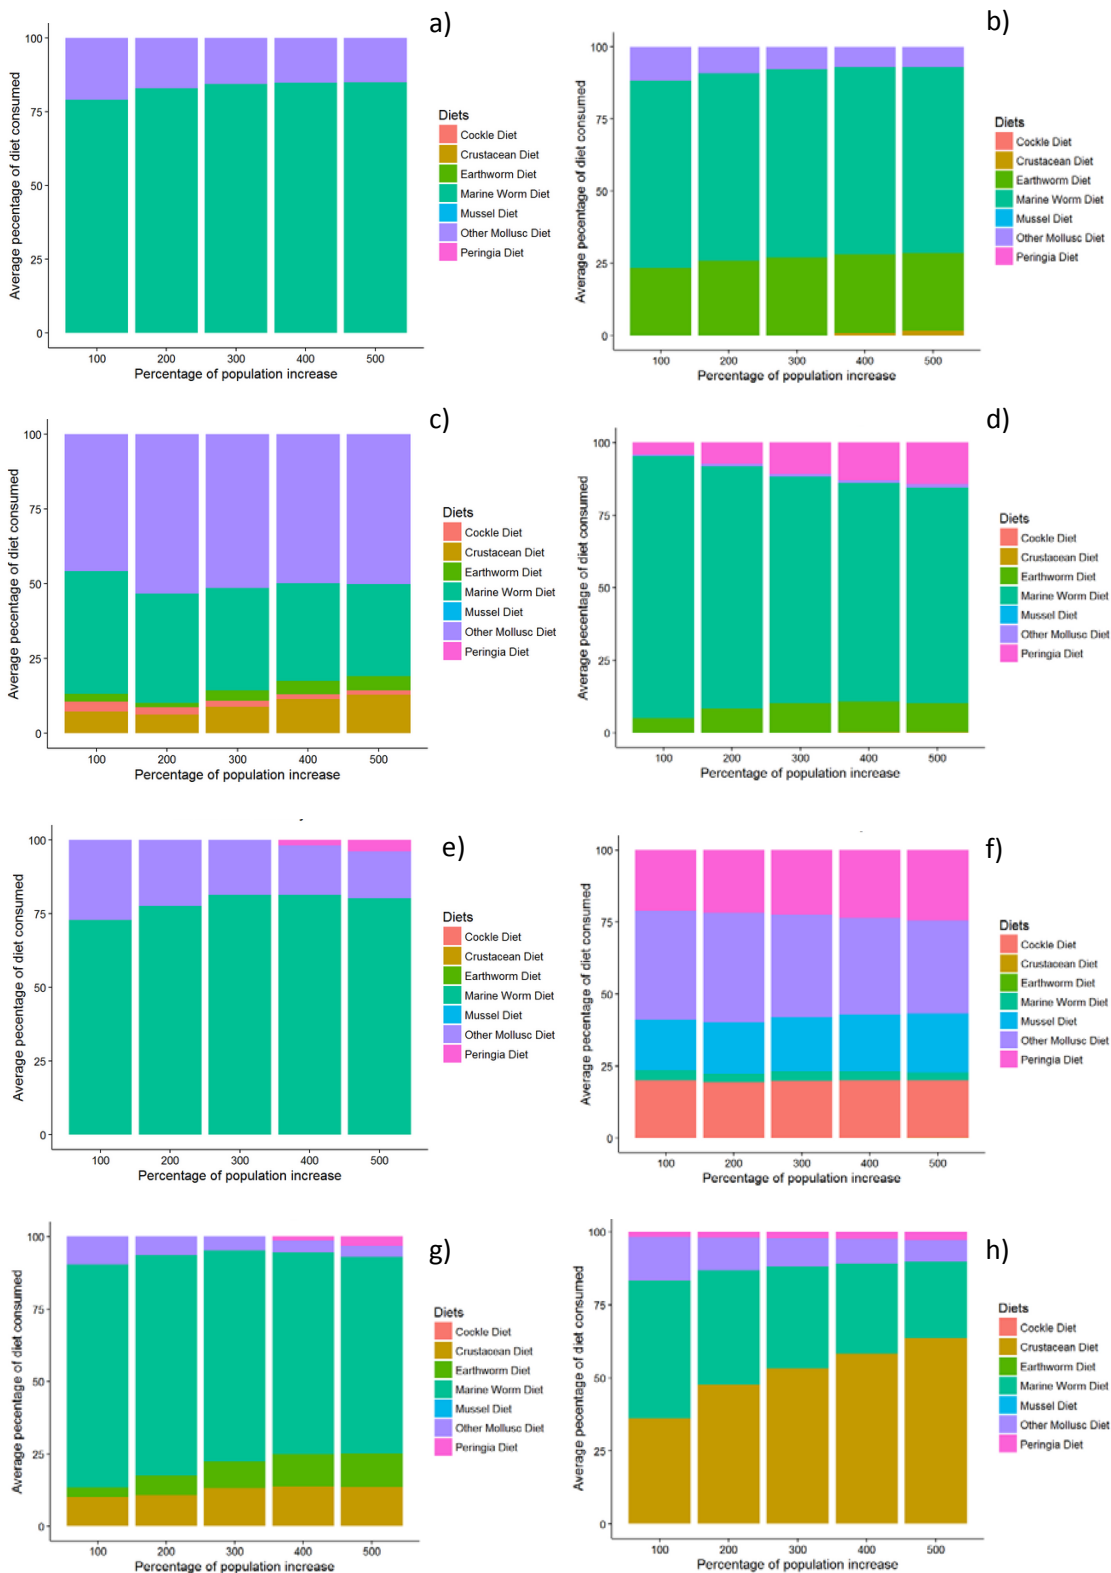 a)
100
75
50
25
0
Average pecentage of diet consumed
100 200 300 400 500
Percentage of population increase
Diets
Cockle Diet
Crustacean Diet
Earthworm Diet
Marine Worm Diet
Mussel Diet
Other Mollusc Diet
Peringia Diet
b)
100
75
50
25
0
Average pecentage of diet consumed
100 200 300 400 500
Percentage of population increase
Diets
Cockle Diet
Crustacean Diet
Earthworm Diet
Marine Worm Diet
Mussel Diet
Other Mollusc Diet
Peringia Diet
c)
100
75
50
25
0
Average pecentage of diet consumed
100 200 300 400 500
Percentage of population increase
Diets
Cockle Diet
Crustacean Diet
Earthworm Diet
Marine Worm Diet
Mussel Diet
Other Mollusc Diet
Peringia Diet
d)
100
75
50
25
0
Average pecentage of diet consumed
100 200 300 400 500
Percentage of population increase
Diets
Cockle Diet
Crustacean Diet
Earthworm Diet
Marine Worm Diet
Mussel Diet
Other Mollusc Diet
Peringia Diet
e)
100
75
50
25
0
Average pecentage of diet consumed
100 200 300 400 500
Percentage of population increase
Diets
Cockle Diet
Crustacean Diet
Earthworm Diet
Marine Worm Diet
Mussel Diet
Other Mollusc Diet
Peringia Diet
f)
100
75
50
25
0
Average pecentage of diet consumed
100 200 300 400 500
Percentage of population increase
Diets
Cockle Diet
Crustacean Diet
Earthworm Diet
Marine Worm Diet
Mussel Diet
Other Mollusc Diet
Peringia Diet
g)
100
75
50
25
0
Average pecentage of diet consumed
100 200 300 400 500
Percentage of population increase
Diets
Cockle Diet
Crustacean Diet
Earthworm Diet
Marine Worm Diet
Mussel Diet
Other Mollusc Diet
Peringia Diet
h)
100
75
50
25
0
Average pecentage of diet consumed
100 200 300 400 500
Percentage of population increase
Diets
Cockle Diet
Crustacean Diet
Earthworm Diet
Marine Worm Diet
Mussel Diet
Other Mollusc Diet
Peringia Diet